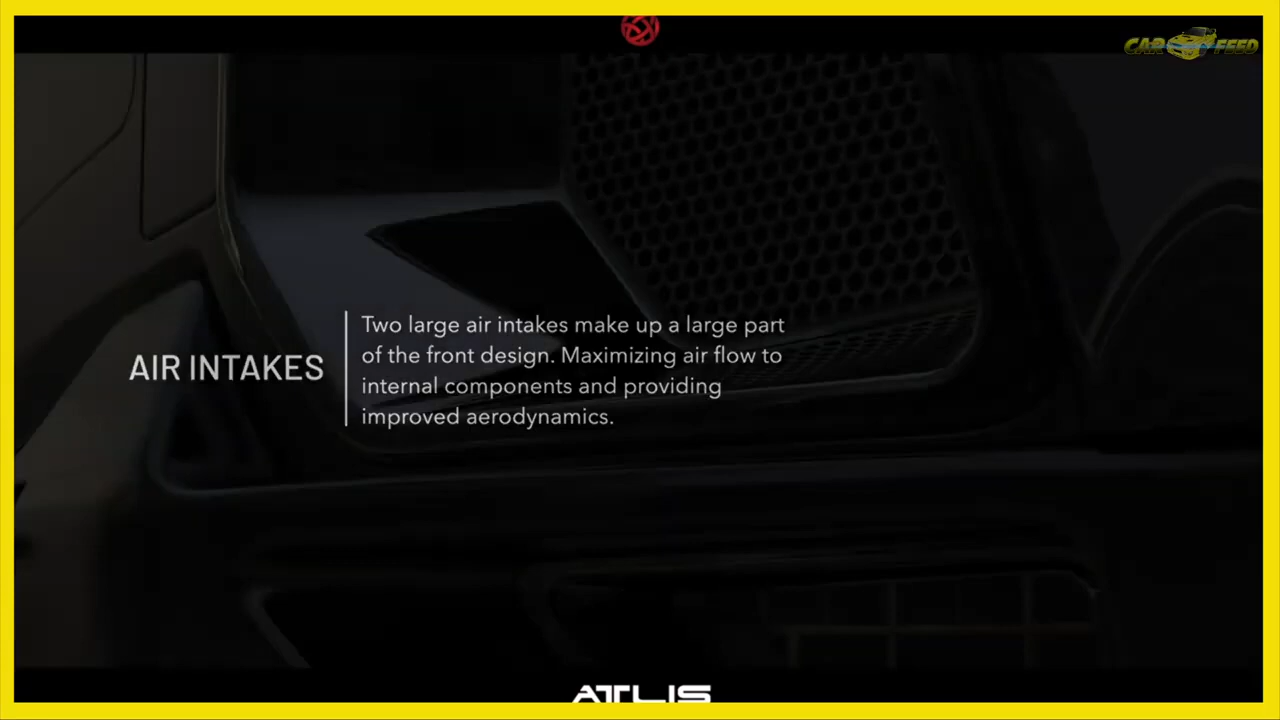 CAR FEED
AIR INTAKES
Two large air intakes make up a large part
of the front design. Maximizing air flow to
internal components and providing
improved aerodynamics.
ATLIS